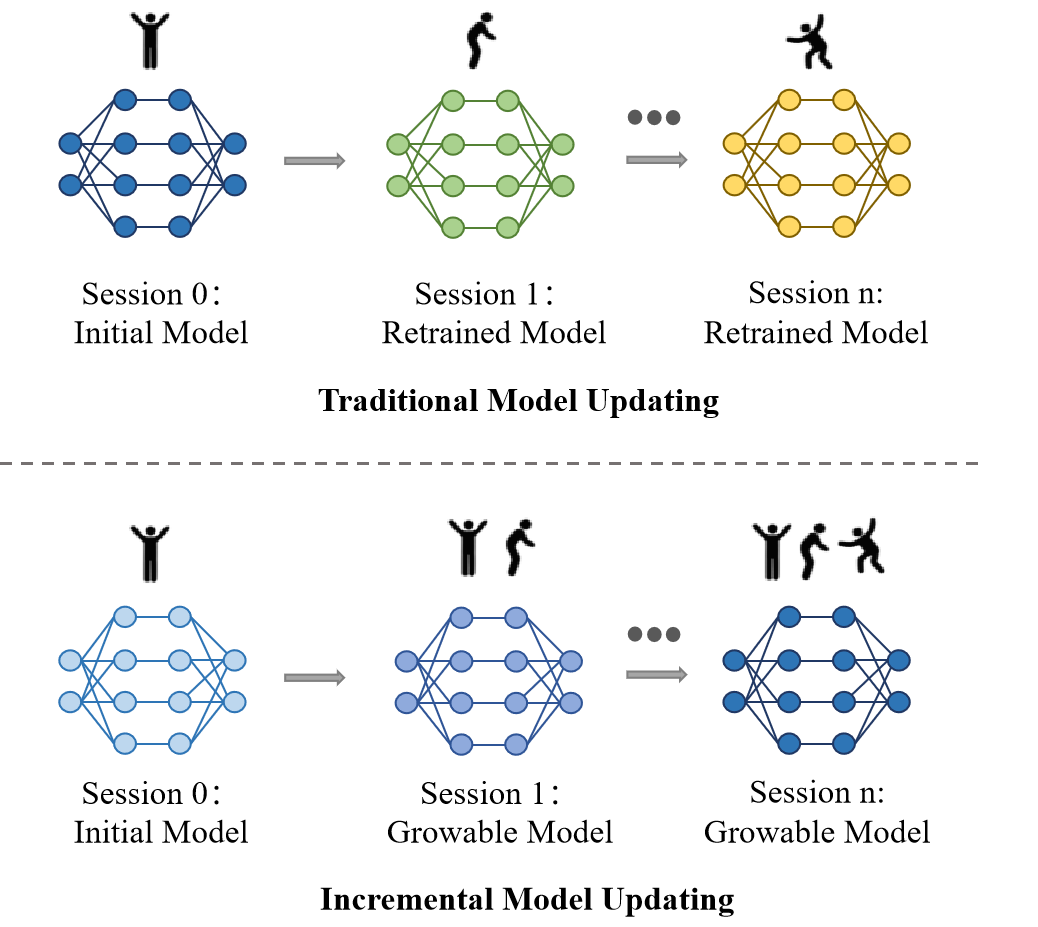 Session 0：
Initial Model
Session 1：
Retrained Model
Session n:
Retrained Model
Traditional Model Updating
Session 0：
Initial Model
Session 1：
Growable Model
Session n:
Growable Model
Incremental Model Updating